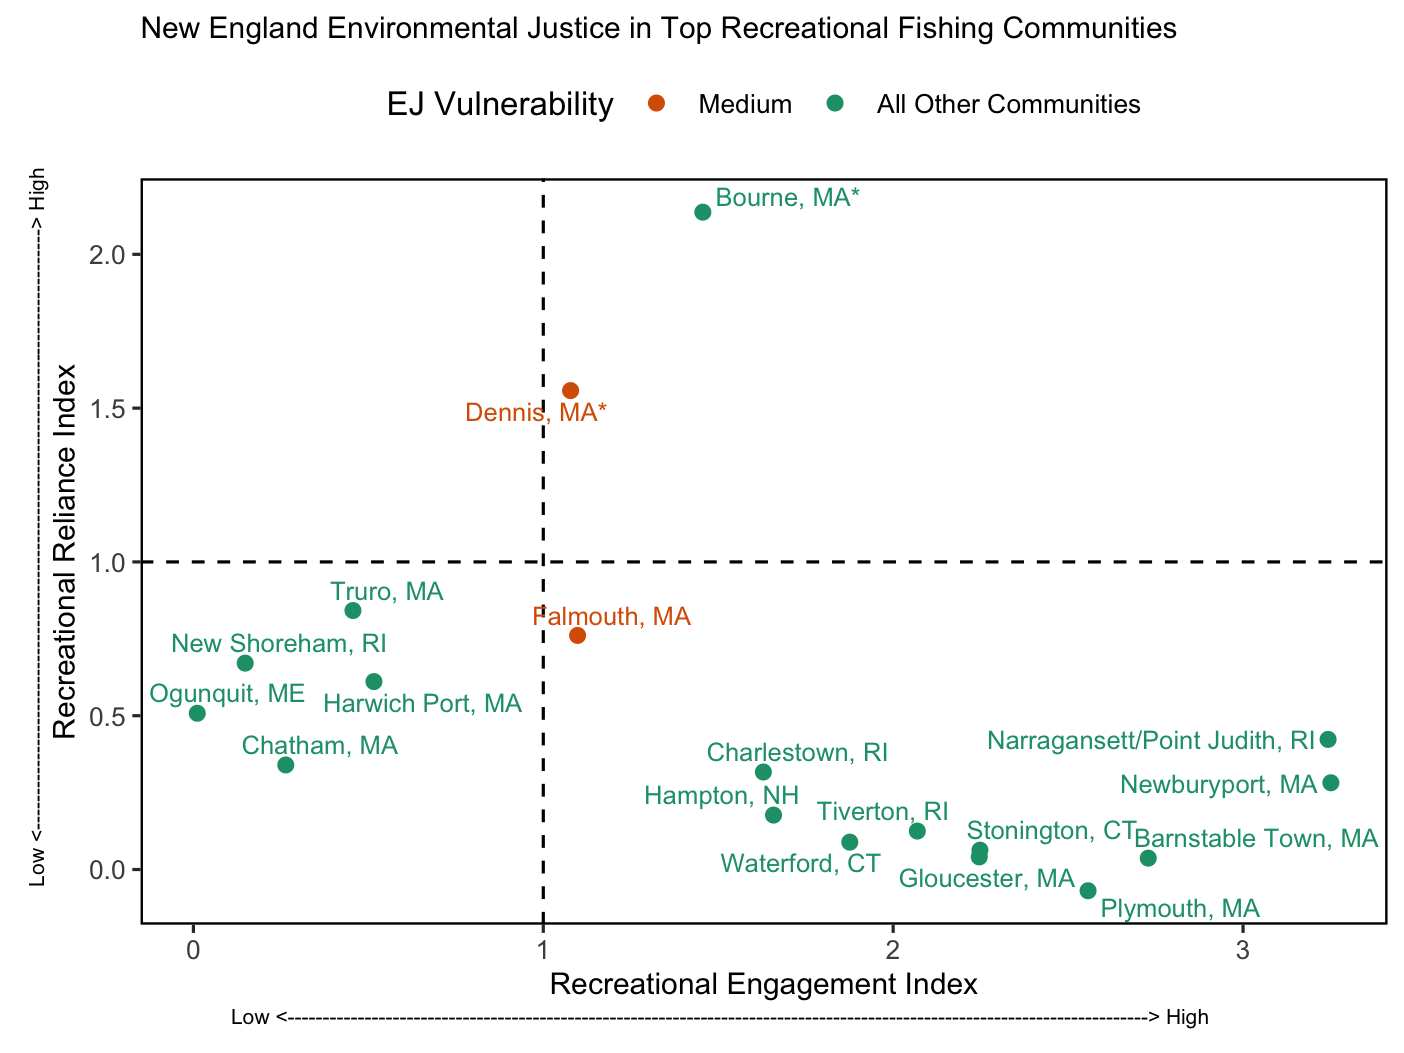 New England Environmental Justice in Top Recreational Fishing Communities
EJ Vulnerability Medium All Other Communities
Low <------------------------------------------------------------------------------------> High
Recreational Reliance Index
2.0
1.5
1.0
0.5
0.0
Bourne, MA*
Dennis, MA*
Truro, MA
Falmouth, MA
New Shoreham, RI
Ogunquit, ME
Harwich Port, MA
Chatham, MA
Narragansett/Point Judith, RI
Charlestown, RI
Newburyport, MA
Hampton, NH
Tiverton, RI
Stonington, CT
Barnstable Town, MA
Waterford, CT
Gloucester, MA
Plymouth, MA
0 1 2 3
Recreational Engagement Index
Low <--------------------------------------------------------------------------------------------------------------------------> High